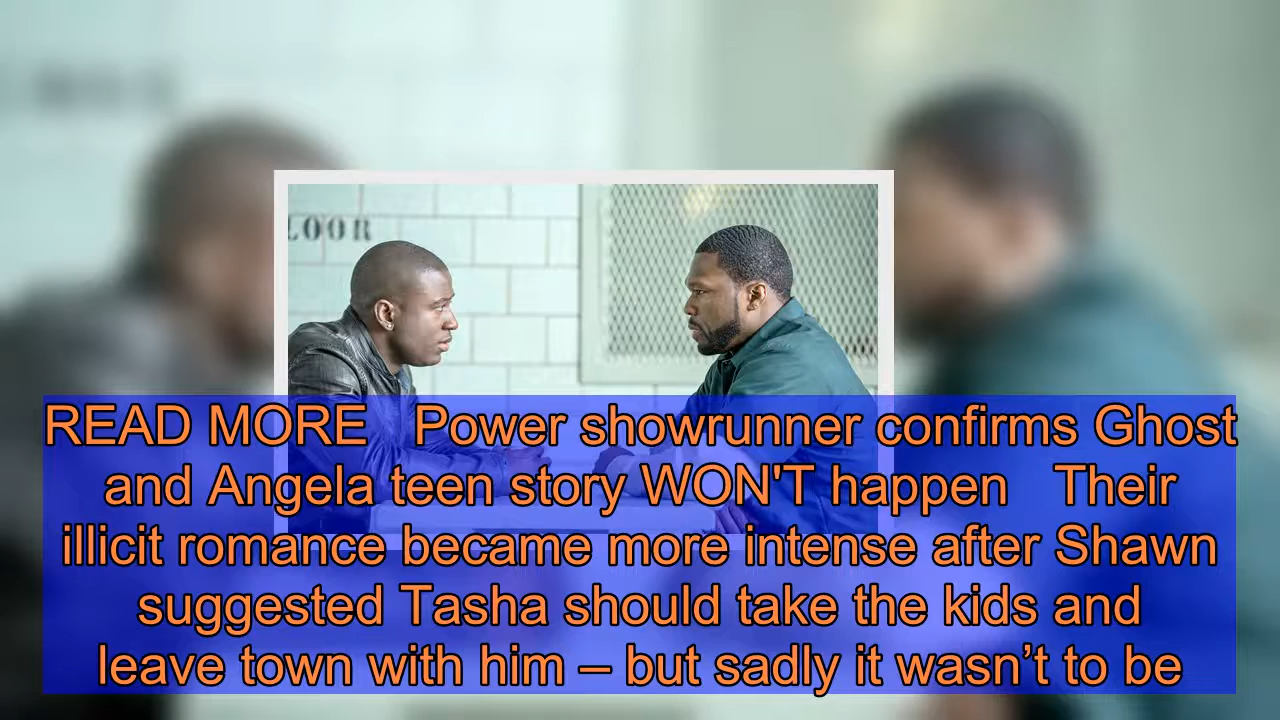 LOOR
READ MORE   Power showrunner confirms Ghost
and Angela teen story WON'T happen   Their
illicit romance became more intense after Shawn
suggested Tasha should take the kids and
leave town with him – but sadly it wasn’t to be